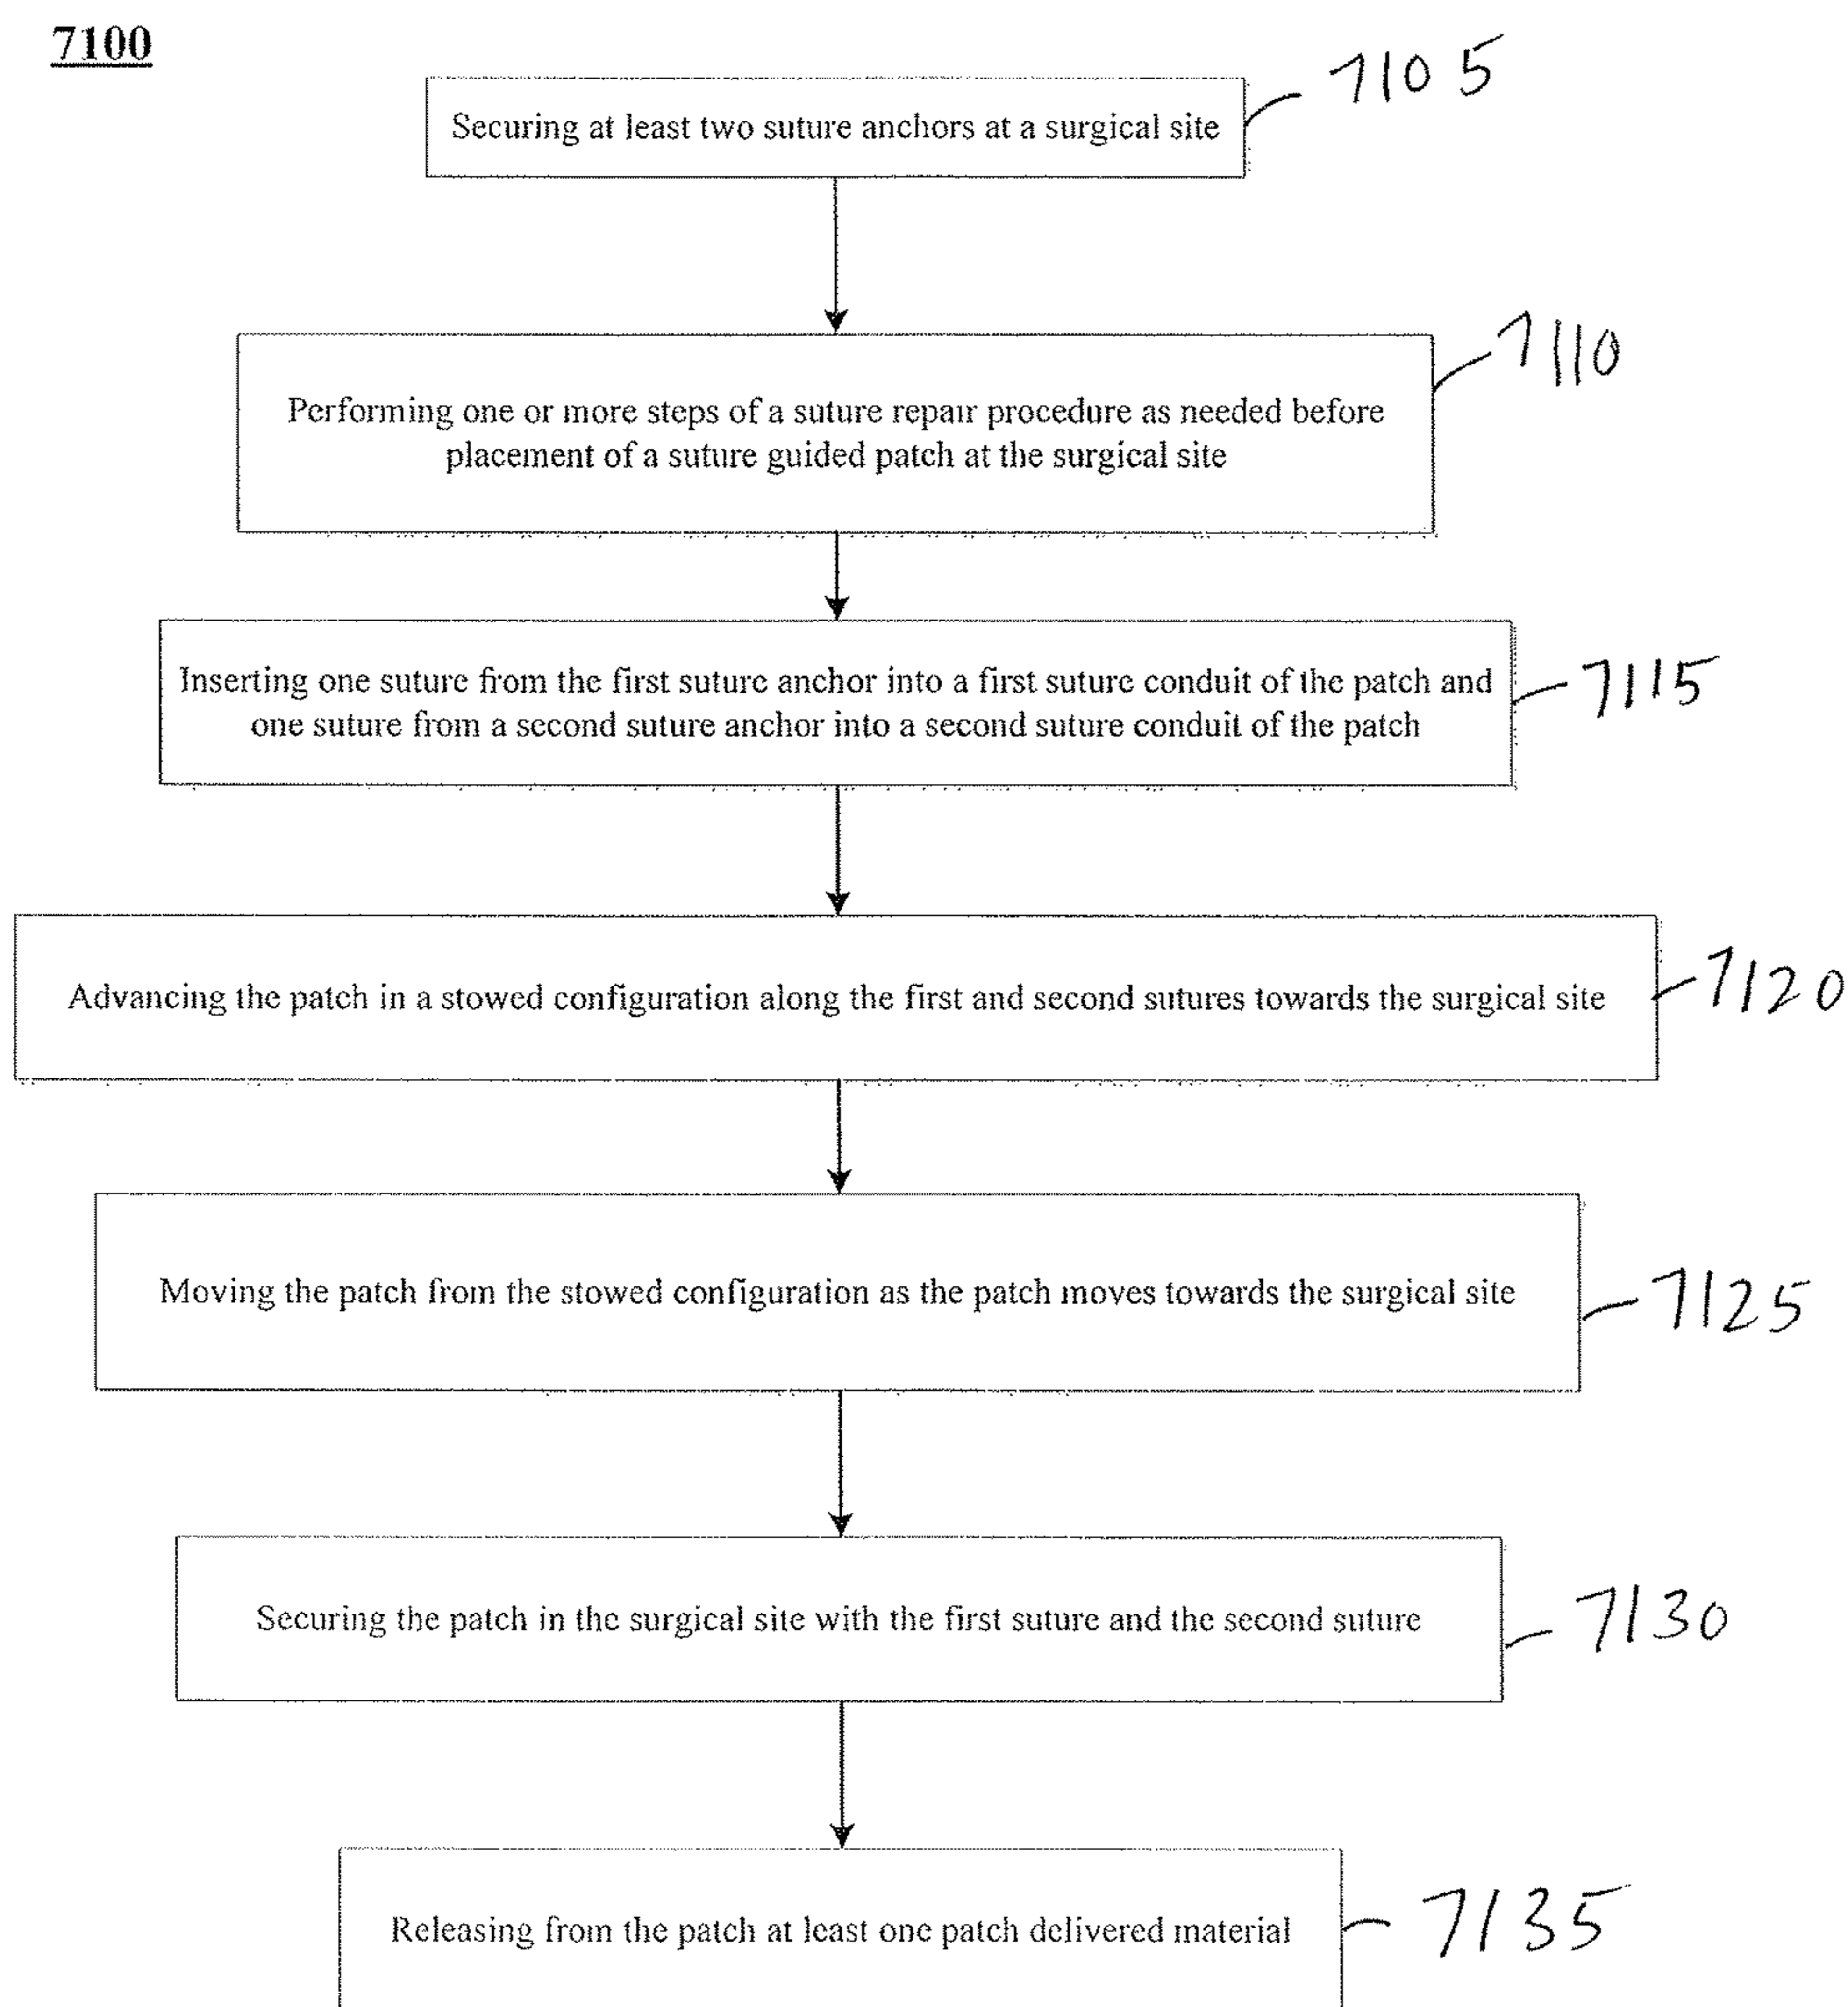 7100
Securing at least two suture anchors at a surgical site
7105
Performing one or more steps of a suture repair procedure as needed before
placement of a suture guided patch at the surgical site
7110
Inserting one suture from the first suture anchor into a first suture conduit of the patch and
one suture from a second suture anchor into a second suture conduit of the patch
7115
Advancing the patch in a stowed configuration along the first and second sutures towards the surgical site
7120
Moving the patch from the stowed configuration as the patch moves towards the surgical site
7125
Securing the patch in the surgical site with the first suture and the second suture
7130
Releasing from the patch at least one patch delivered material
7135